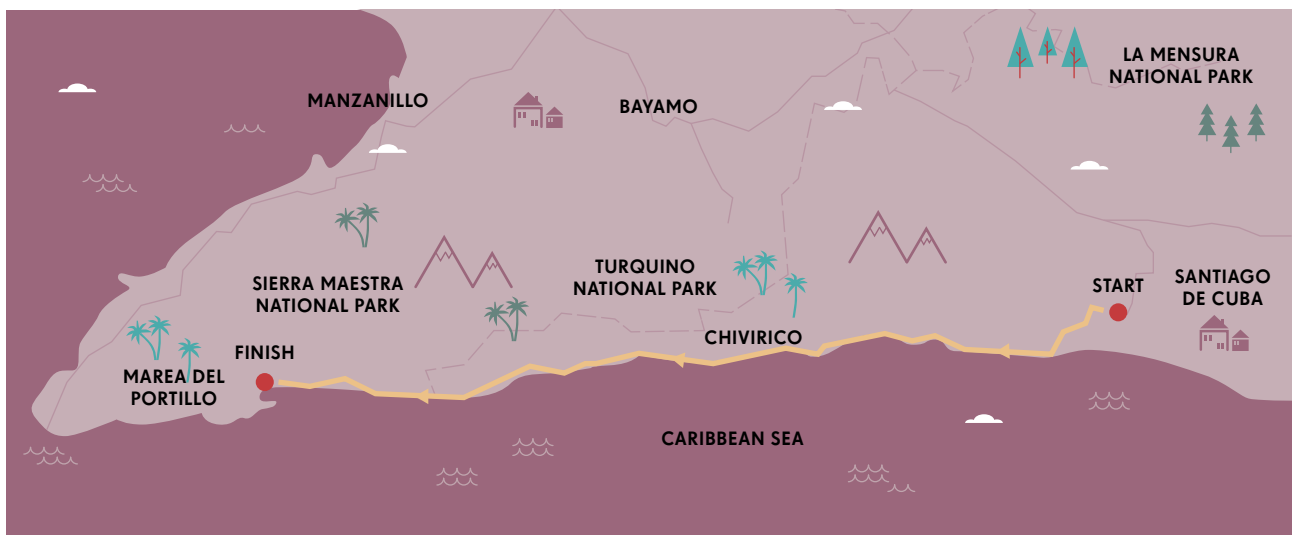 LA MENSURA
NATIONAL PARK
MANZANILLO
BAYAMO
SIERRA MAESTRA
NATIONAL PARK
TURQUINO
NATIONAL PARK
START
SANTIAGO
DE CUBA
CHIVIRICO
FINISH
MAREA DEL
PORTILLO
CARIBBEAN SEA